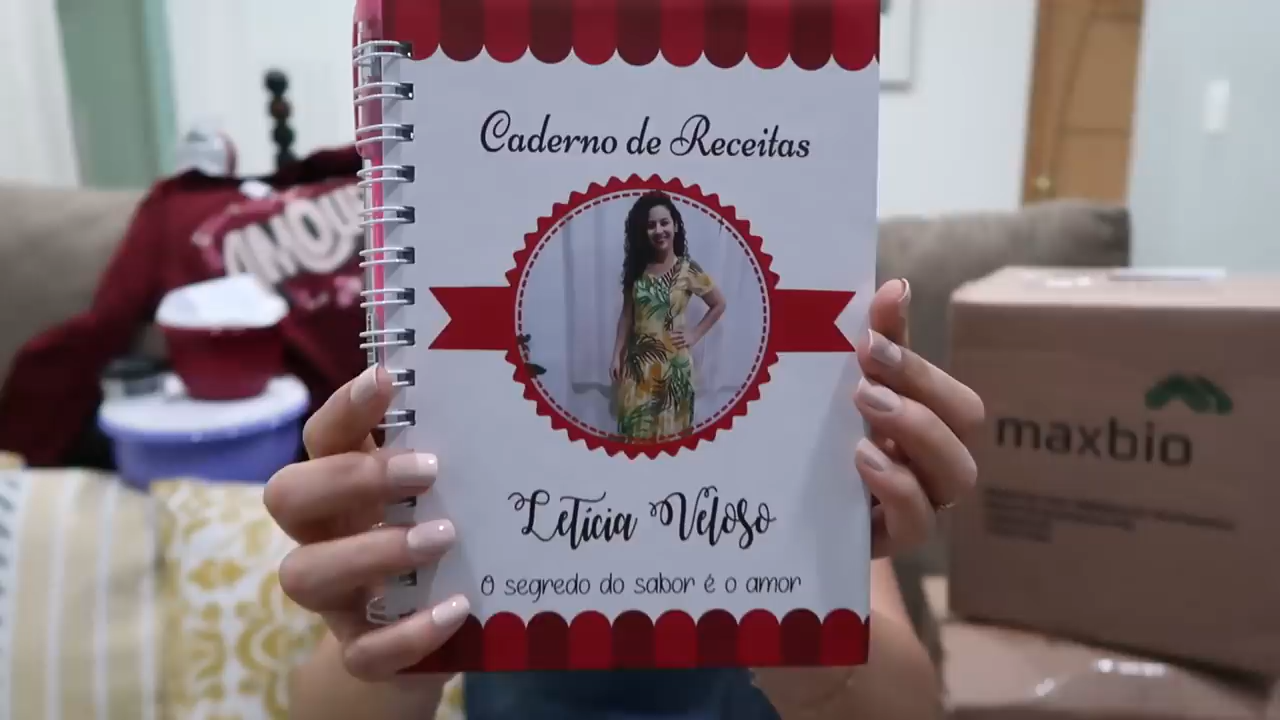 Caderno de Receitas
Letícia Veloso
O segredo do sabor é o amor
maxbio